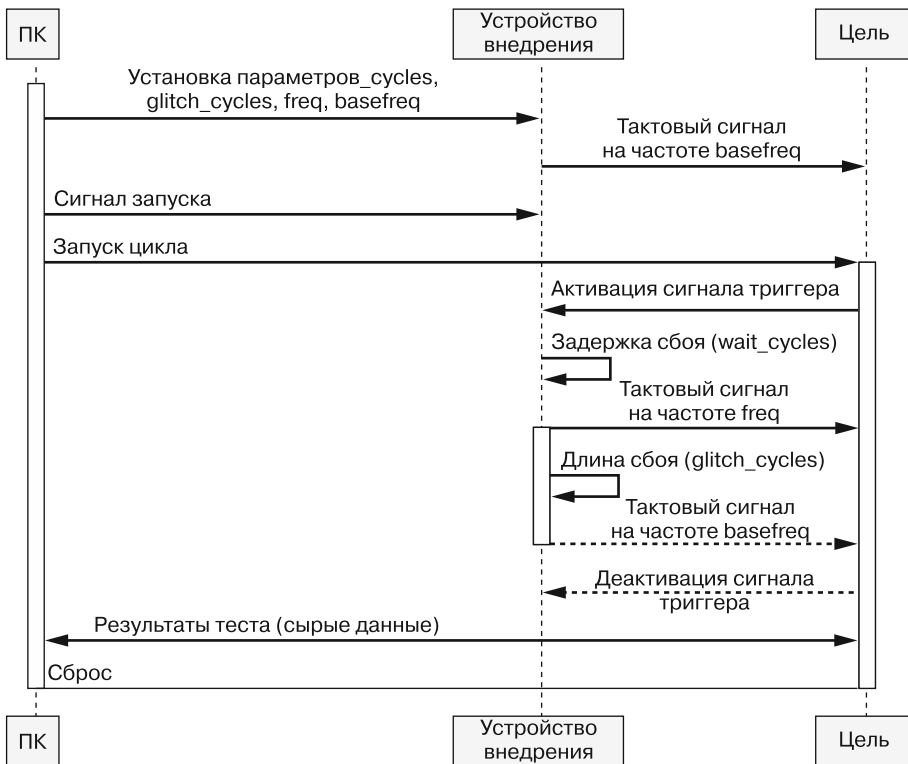 ПК
Устройство
внедрения
Цель
Установка параметров_cycles,
glitch_cycles, freq, basefreq
Тактовый сигнал
на частоте basefreq
Сигнал запуска
Запуск цикла
Активация сигнала триггера
Задержка сбоя (wait_cycles)
Тактовый сигнал
на частоте freq
Длина сбоя (glitch_cycles)
Тактовый сигнал
на частоте basefreq
Деактивация сигнала
триггера
Результаты теста (сырые данные)
Сброс
ПК
Устройство
внедрения
Цель